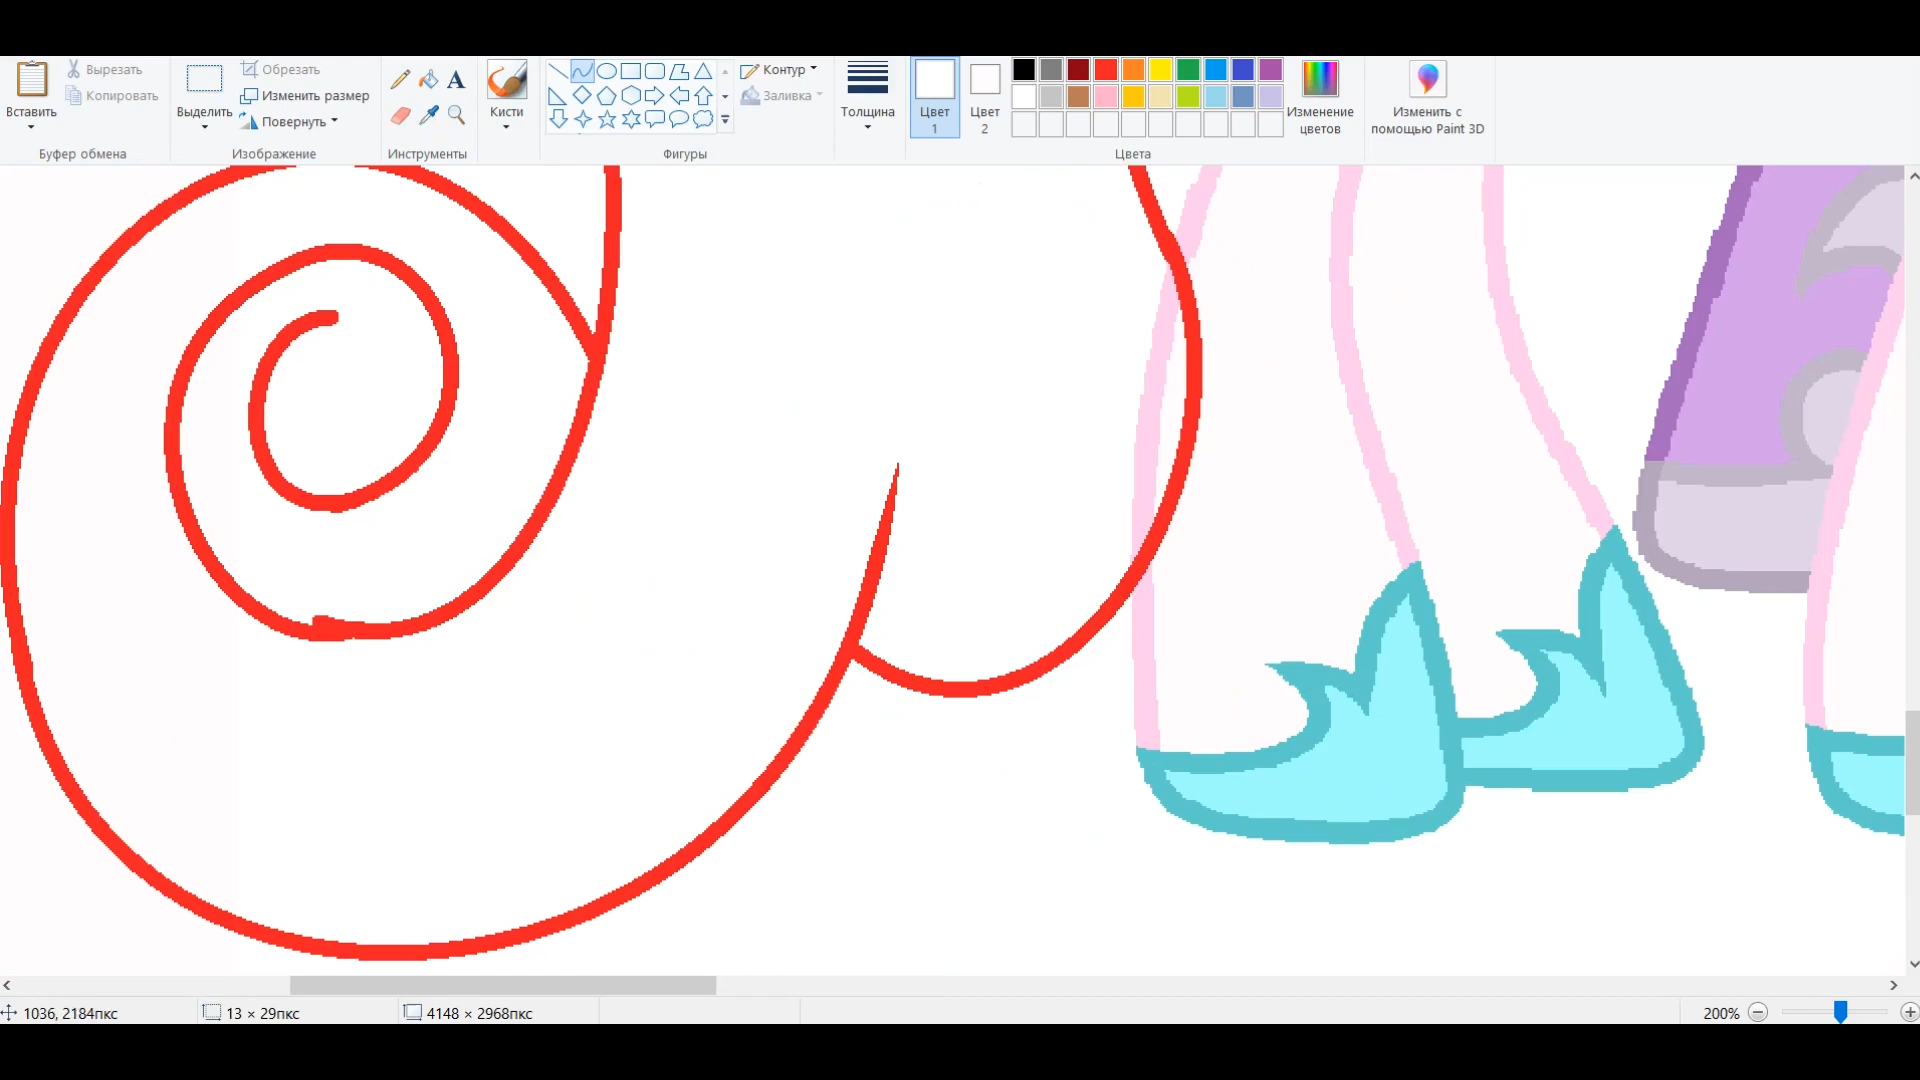 Вставить
Вырезать
Копировать
Буфер обмена
Выделить
Обрезать
Изменить размер
Повернуть
Изображение
A
Инструменты
Кисти
Контур
Заливка
Фигуры
Толщина
Цвет
1
Цвет
2
Изменение
цветов
Цвета
Изменить с
помощью Paint 3D
1036, 2184пкс
13 × 29пкс
4148 × 2968пкс
200%